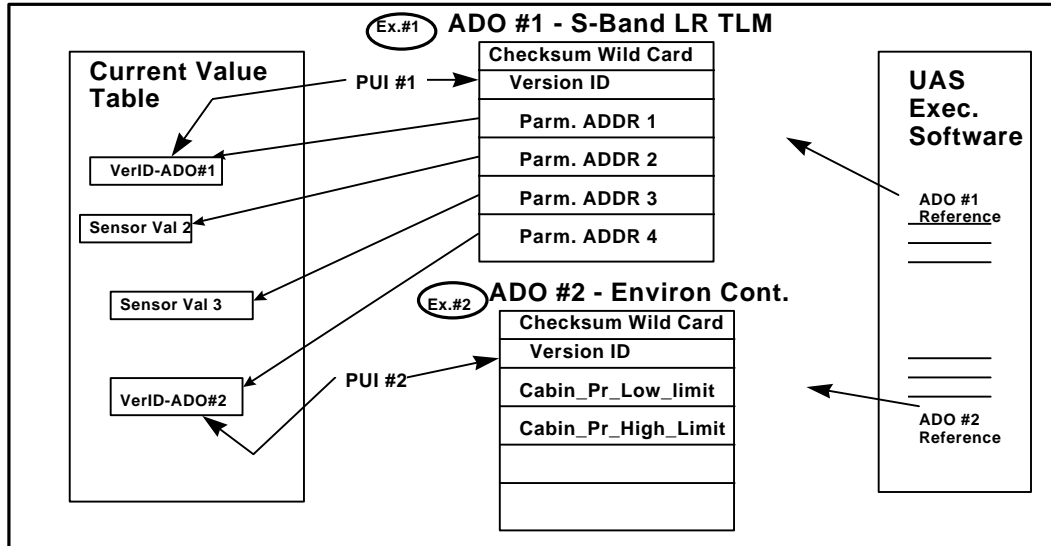 Ex.#1
ADO #1 - S-Band LR TLM
Current Value
Table
PUI #1
VerID-ADO#1
Sensor Val 2
Sensor Val 3
VerID-ADO#2
PUI #2
Checksum Wild Card
Version ID
Parm. ADDR 1
Parm. ADDR 2
Parm. ADDR 3
Parm. ADDR 4
Ex.#2
ADO #2 - Environ Cont.
Checksum Wild Card
Version ID
Cabin_Pr_Low_limit
Cabin_Pr_High_Limit
UAS
Exec.
Software
ADO #1
Reference
ADO #2
Reference